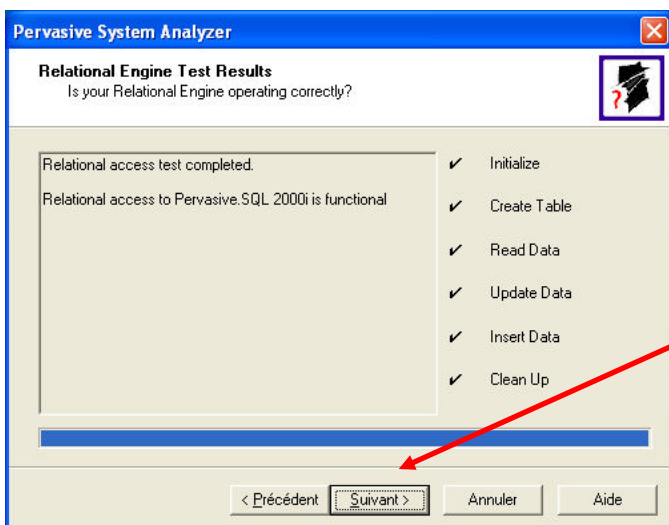 Pervasive System Analyzer
Relational Engine Test Results
Is your Relational Engine operating correctly?
?
Relational access test completed.
Relational access to Pervasive.SQL 2000i is functional
✔ Initialize
✔ Create Table
✔ Read Data
✔ Update Data
✔ Insert Data
✔ Clean Up
< Précédent
Suivant >
Annuler
Aide